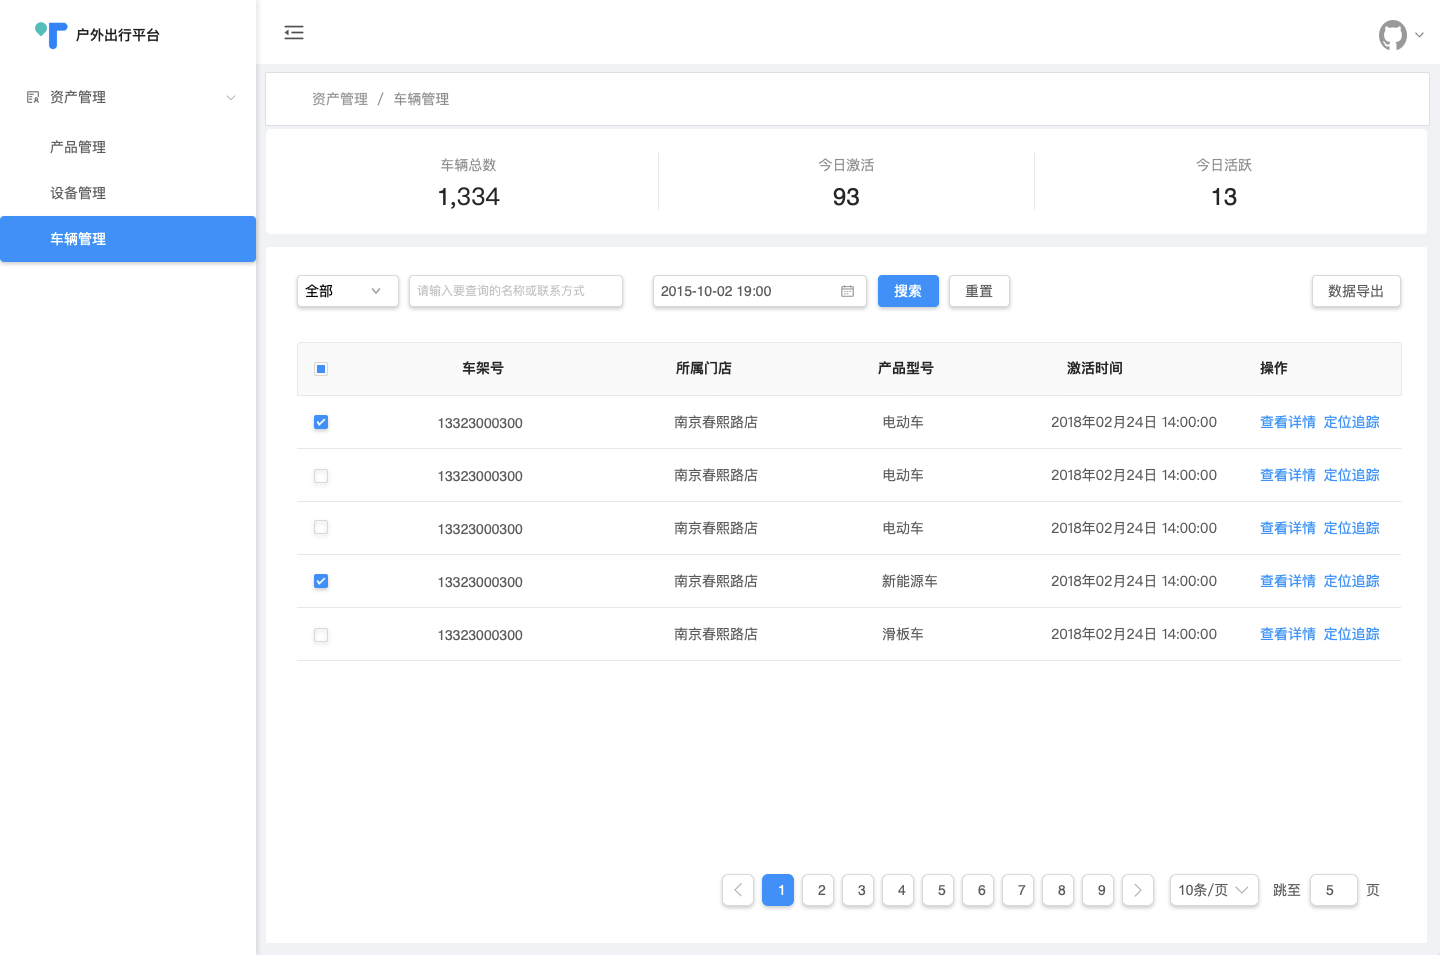 户外出行平台
资产管理
产品管理
设备管理
车辆管理
资产管理 / 车辆管理
车辆总数 今日激活 今日活跃
1,334 93 13
全部 请输入要查询的名称或联系方式 2015-10-02 19:00 搜索 重置 数据导出
车架号 所属门店 产品型号 激活时间 操作
13323000300 南京春熙路店 电动车 2018年02月24日 14:00:00 查看详情 定位追踪
13323000300 南京春熙路店 电动车 2018年02月24日 14:00:00 查看详情 定位追踪
13323000300 南京春熙路店 电动车 2018年02月24日 14:00:00 查看详情 定位追踪
13323000300 南京春熙路店 新能源车 2018年02月24日 14:00:00 查看详情 定位追踪
13323000300 南京春熙路店 滑板车 2018年02月24日 14:00:00 查看详情 定位追踪
1 2 3 4 5 6 7 8 9 10条/页 跳至 5 页